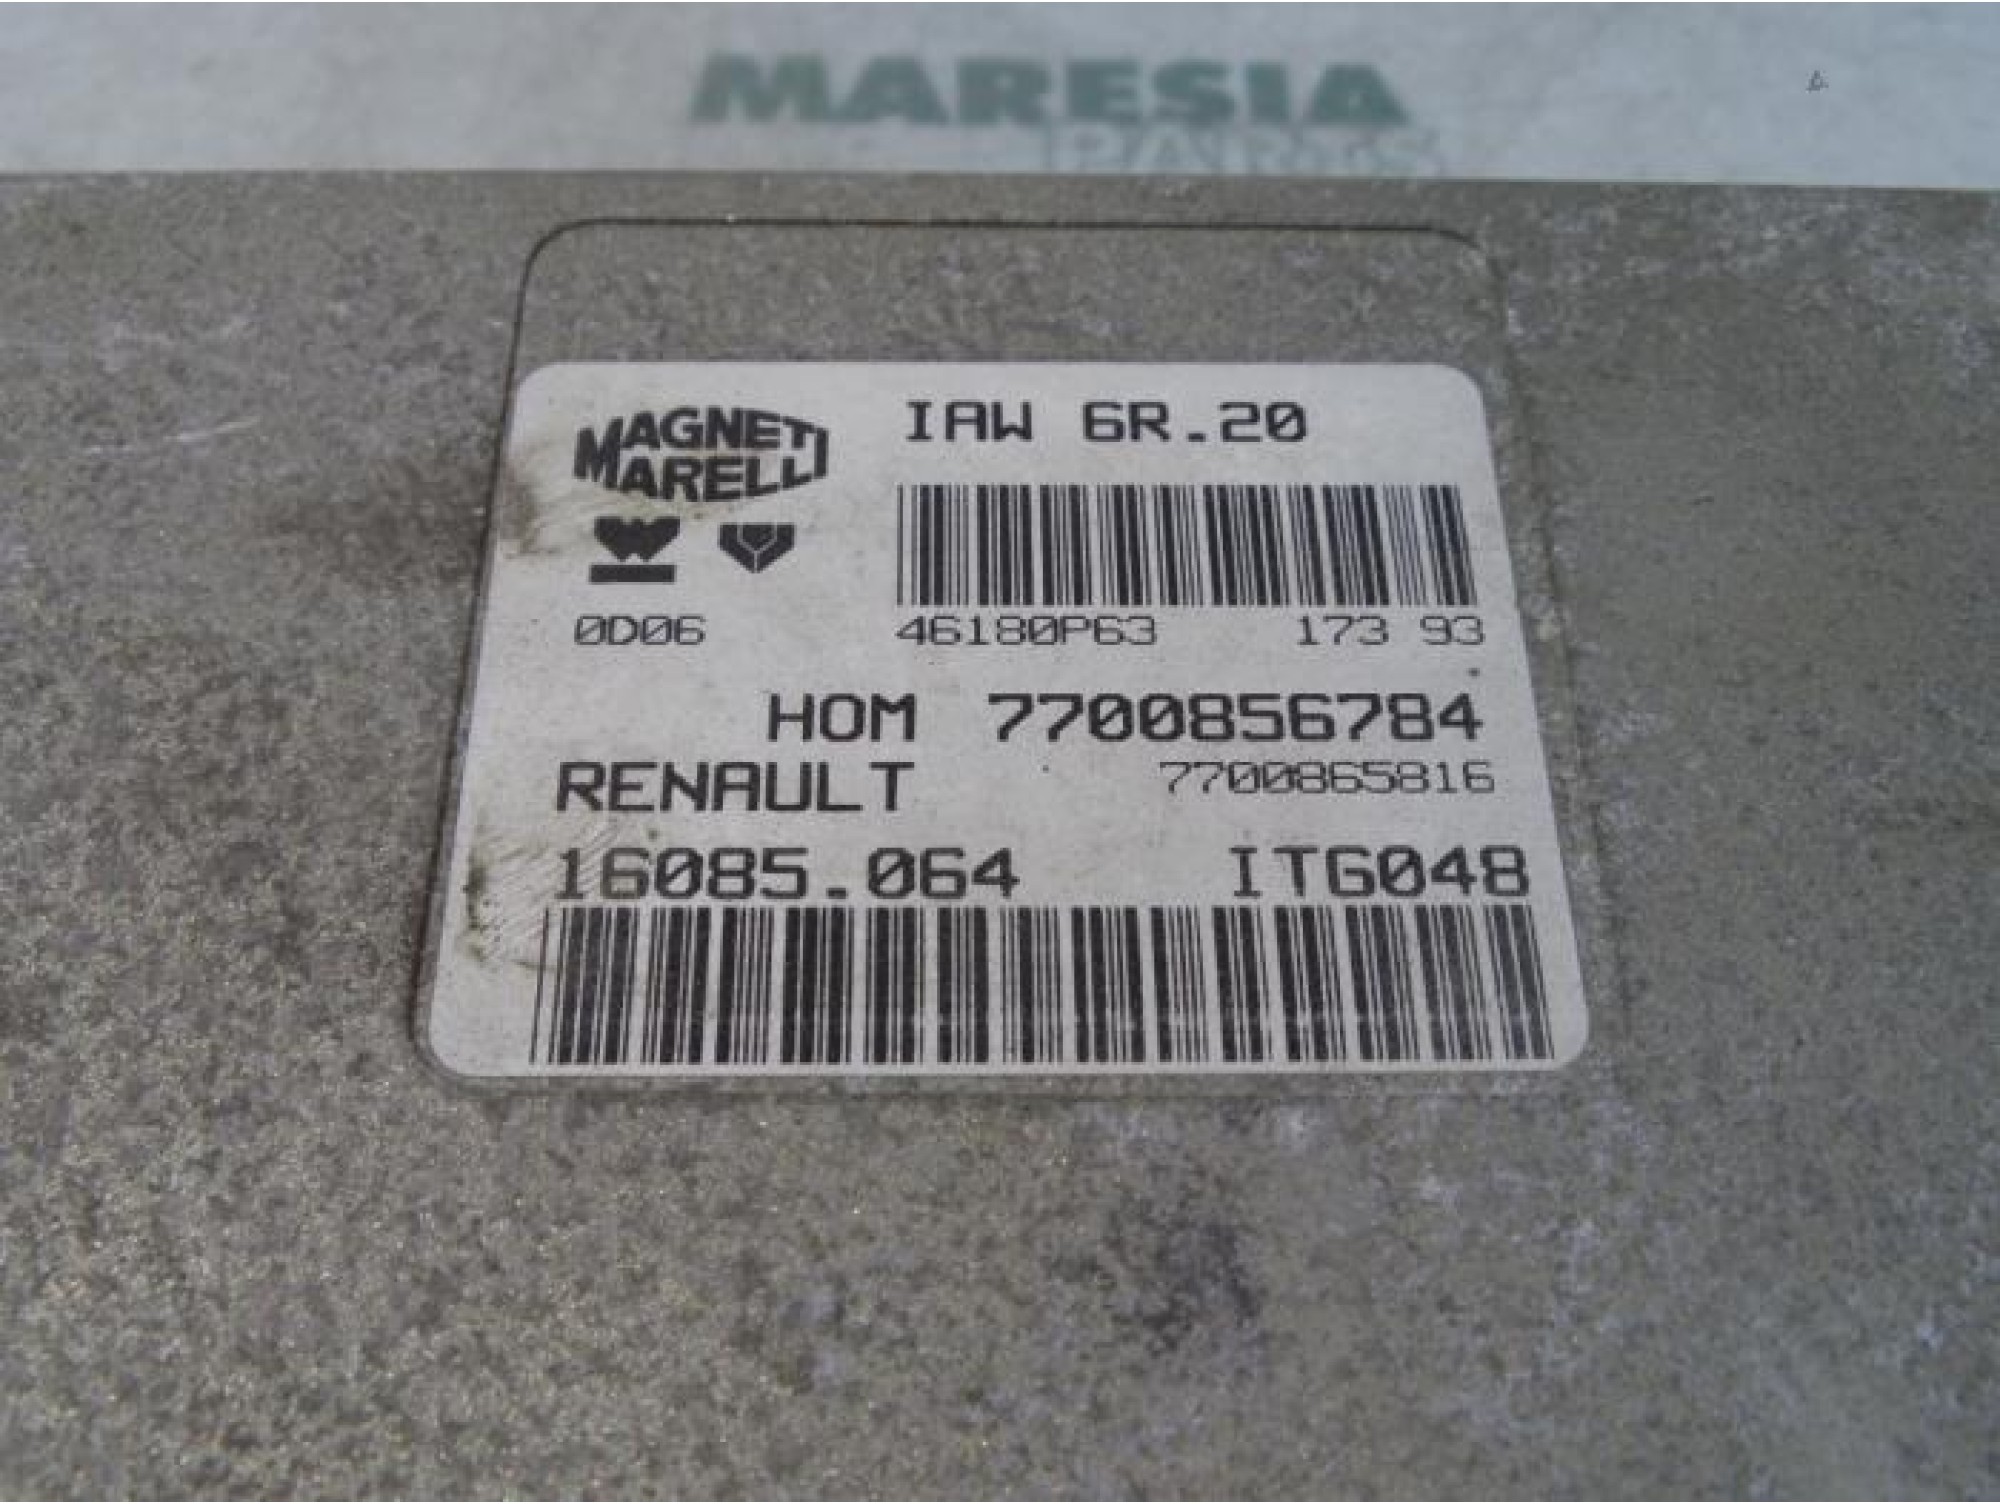 MARESIA
PARTS
MAGNETI
MARELLI
IAW 6R.20
0D06 46180P63 173 93
HOM 7700856784
RENAULT 7700865816
16085.064 ITG048